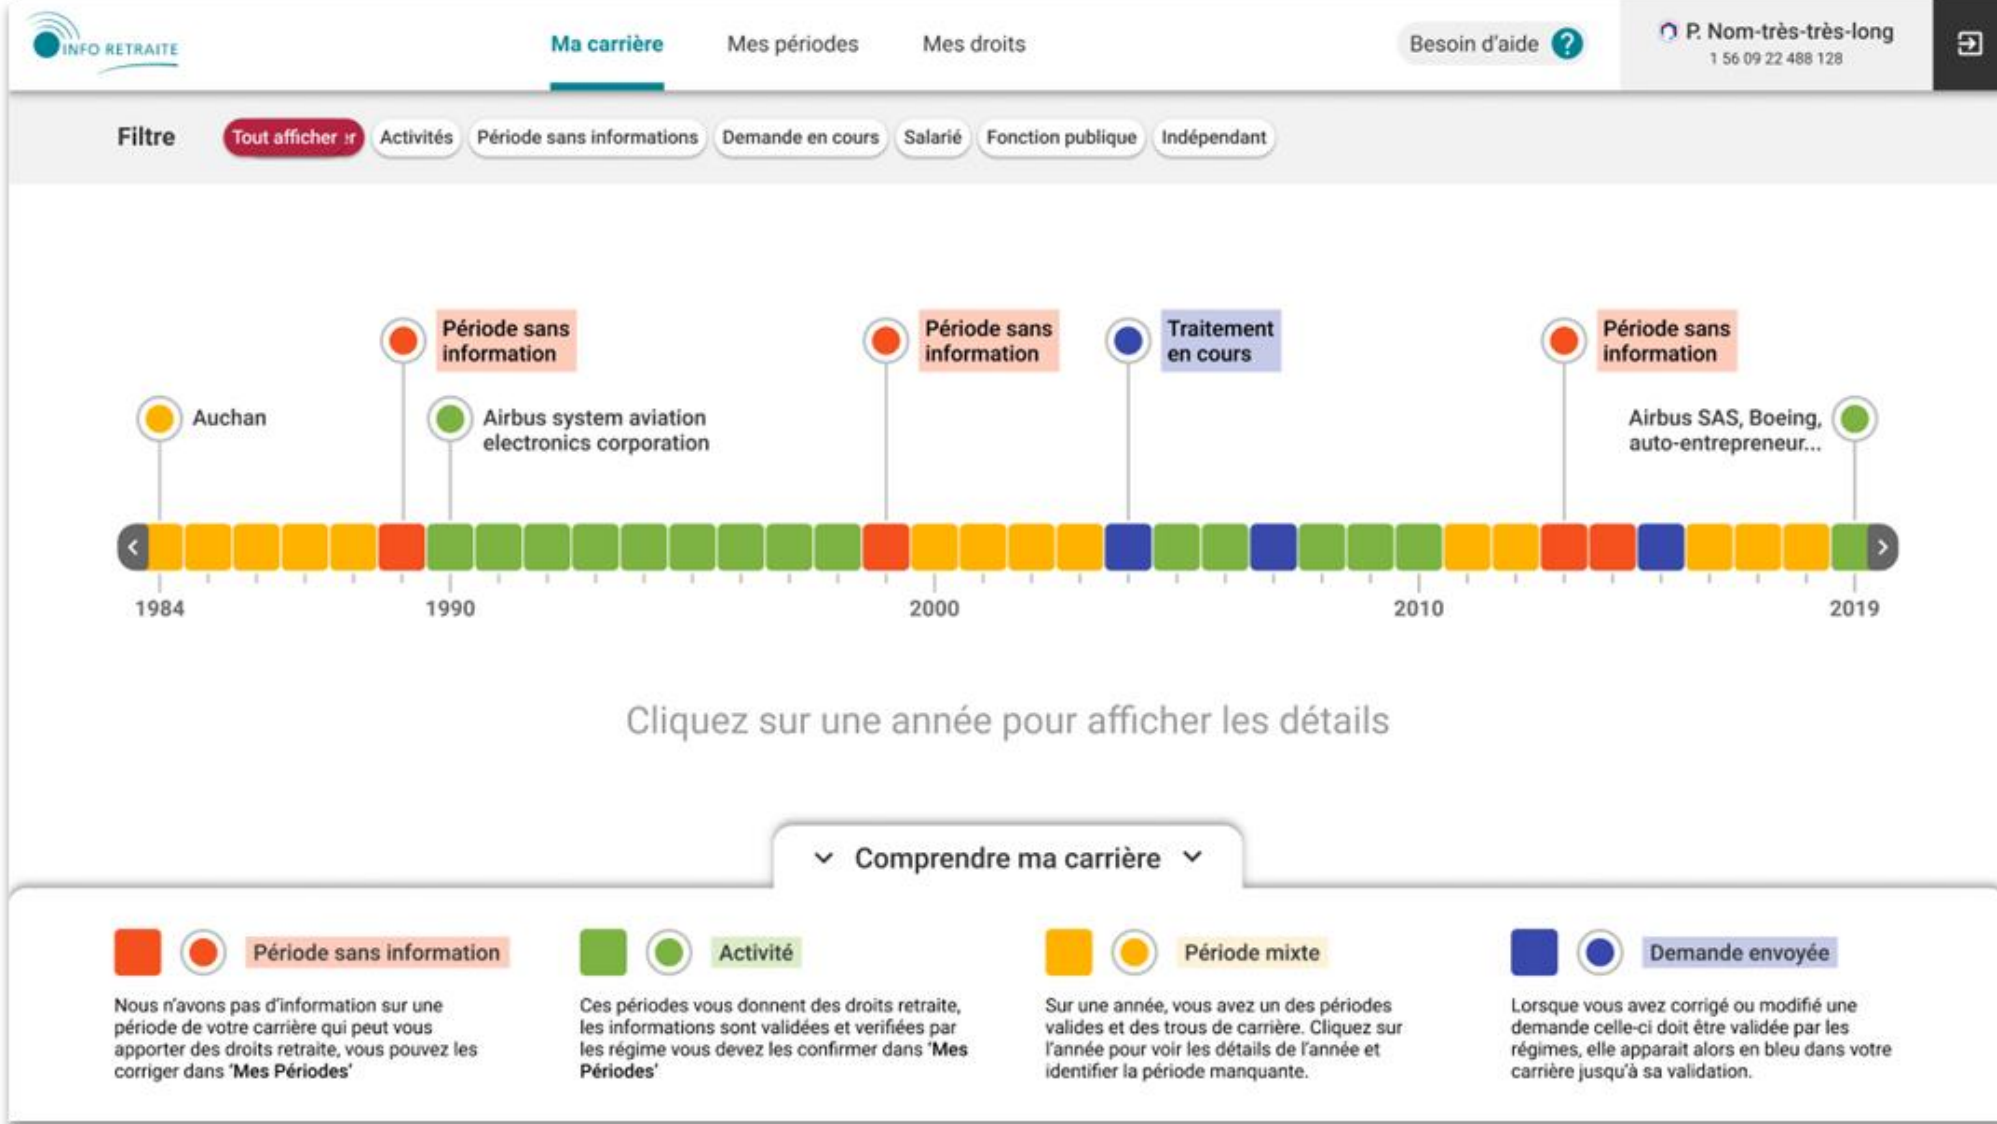 INFO RETRAITE
Ma carrière
Mes périodes
Mes droits
Besoin d'aide ?
P. Nom-très-très-long
1 56 09 22 488 128
Filtre
Tout afficher
Activités
Période sans informations
Demande en cours
Salarié
Fonction publique
Indépendant
Période sans
information
Période sans
information
Traitement
en cours
Période sans
information
Auchan
Airbus system aviation
electronics corporation
Airbus SAS, Boeing,
auto-entrepreneur...
1984
1990
2000
2010
2019
Cliquez sur une année pour afficher les détails
Comprendre ma carrière
Période sans information
Nous n'avons pas d'information sur une
période de votre carrière qui peut vous
apporter des droits retraite, vous pouvez les
corriger dans 'Mes Périodes'
Activité
Ces périodes vous donnent des droits retraite,
les informations sont validées et verifiées par
les régime vous devez les confirmer dans 'Mes
Périodes'
Période mixte
Sur une année, vous avez un des périodes
valides et des trous de carrière. Cliquez sur
l'année pour voir les détails de l'année et
identifier la période manquante.
Demande envoyée
Lorsque vous avez corrigé ou modifié une
demande celle-ci doit être validée par les
régimes, elle apparait alors en bleu dans votre
carrière jusqu'à sa validation.